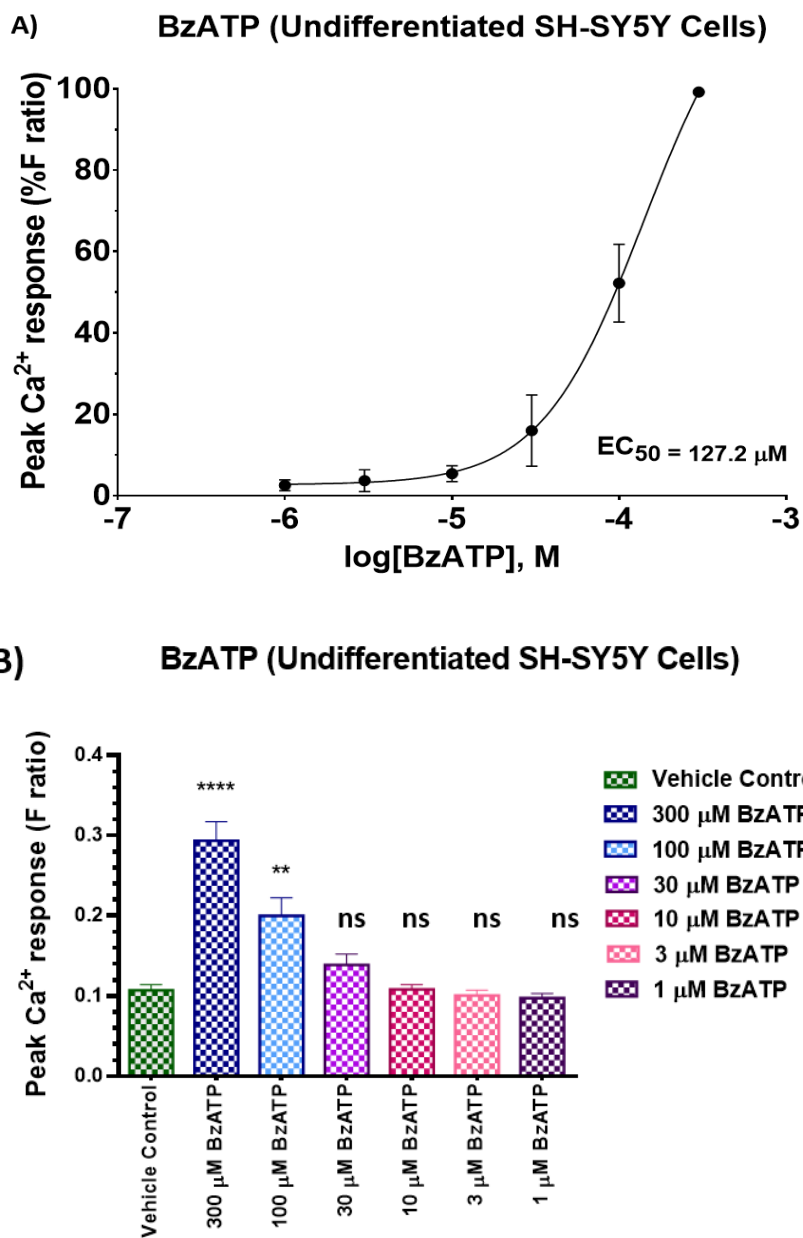 A)
BzATP (Undifferentiated SH-SY5Y Cells)
Peak Ca²⁺ response (%F ratio)
100
80
60
40
20
0
EC₅₀ = 127.2 µM
-7 -6 -5 -4 -3
log[BzATP], M
B)
BzATP (Undifferentiated SH-SY5Y Cells)
Peak Ca²⁺ response (F ratio)
0.4
0.3
0.2
0.1
0.0
****
**
ns ns ns ns
Vehicle Control
300 µM BzATP
100 µM BzATP
30 µM BzATP
10 µM BzATP
3 µM BzATP
1 µM BzATP
Vehicle Contro
300 µM BzATP
100 µM BzATP
30 µM BzATP
10 µM BzATP
3 µM BzATP
1 µM BzATP